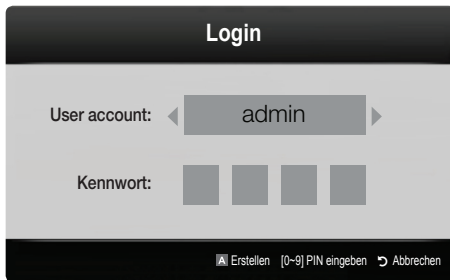 Login
User account: admin
Kennwort:
A Erstellen [0~9] PIN eingeben Abbrechen